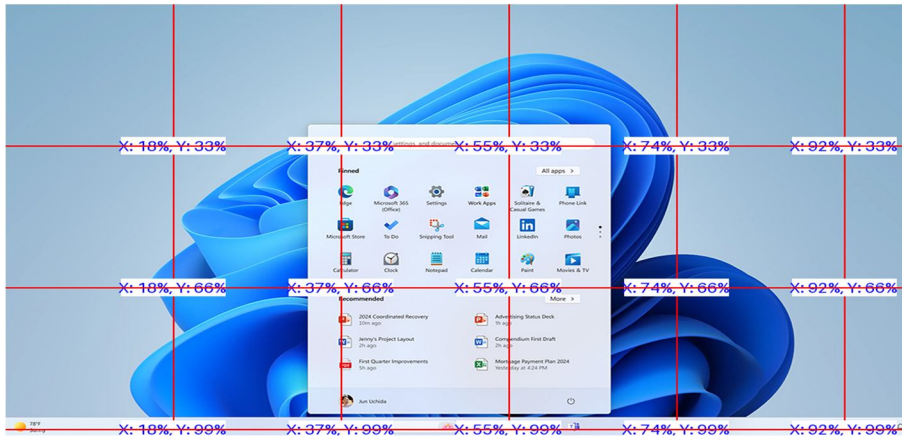 X: 18%, Y: 33%
X: 37%, Y: 33%
settings, and
X: 55%, Y: 33%
X: 74%, Y: 33%
X: 92%, Y: 33%
Pinned
All apps >
Edge
Microsoft 365
(Office)
Settings
Work Apps
Solitaire &
Casual Games
Phone Link
Microsoft Store
To Do
Snipping Tool
Mail
LinkedIn
Photos
Calculator
Clock
Notepad
Calendar
Paint
Movies & TV
X: 18%, Y: 66%
X: 37%, Y: 66%
X: 55%, Y: 66%
X: 74%, Y: 66%
X: 92%, Y: 66%
Recommended
More >
2024 Coordinated Recovery
10m ago
Advertising Status Deck
1h ago
Jenny's Project Layout
2h ago
Compendium First Draft
2h ago
First Quarter Improvements
5h ago
Mortgage Payment Plan 2024
Yesterday at 4:24 PM
Jun Uchida
78°F
Sunny
X: 18%, Y: 99%
X: 37%, Y: 99%
X: 55%, Y: 99%
X: 74%, Y: 99%
X: 92%, Y: 99%